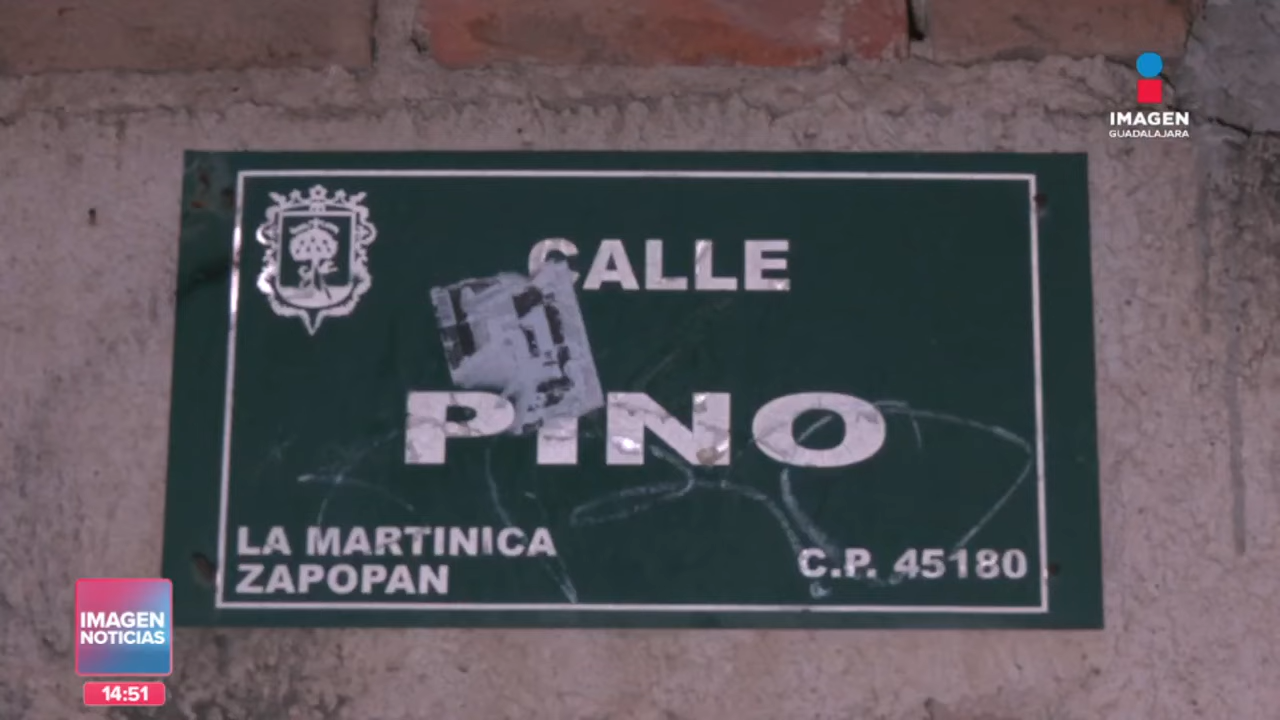 IMAGEN
GUADALAJARA
CALLE
PINO
LA MARTINICA
ZAPOPAN
C.P. 45180
IMAGEN
NOTICIAS
14:51